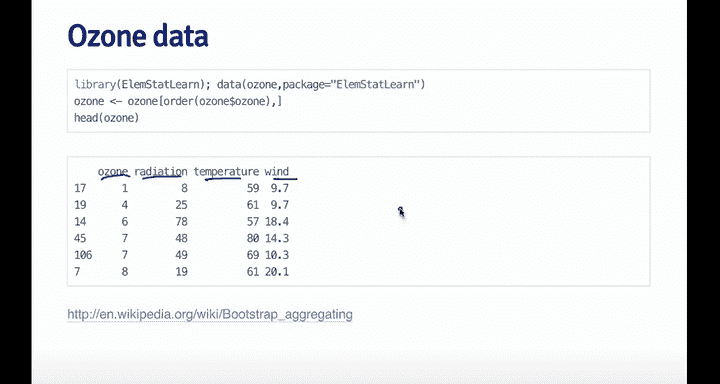 Ozone data
library(ElemStatLearn); data(ozone,package="ElemStatLearn")
ozone <- ozone[order(ozone$ozone),]
head(ozone)
ozone radiation temperature wind
17 1 8 59 9.7
19 4 25 61 9.7
14 6 78 57 18.4
45 7 48 80 14.3
106 7 49 69 10.3
7 8 19 61 20.1
http://en.wikipedia.org/wiki/Bootstrap_aggregating